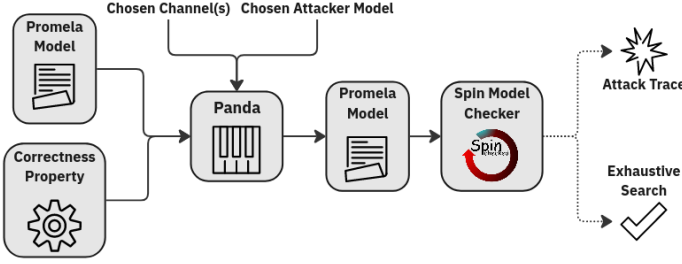 Chosen Channel(s) Chosen Attacker Model
Promela
Model
Correctness
Property
Panda
Promela
Model
Spin Model
Checker
Spin
Attack Trace
Exhaustive
Search